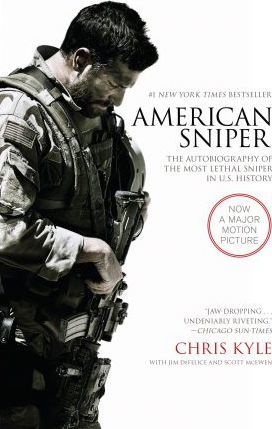 #1 NEW YORK TIMES BESTSELLER
AMERICAN
SNIPER
THE AUTOBIOGRAPHY OF
THE MOST LETHAL SNIPER
IN U.S. HISTORY
NOW
A MAJOR
MOTION
PICTURE
"JAW-DROPPING . . .
UNDENIABLY RIVETING."
—CHICAGO SUN-TIMES
CHRIS KYLE
WITH JIM DEFELICE AND SCOTT MCEWEN